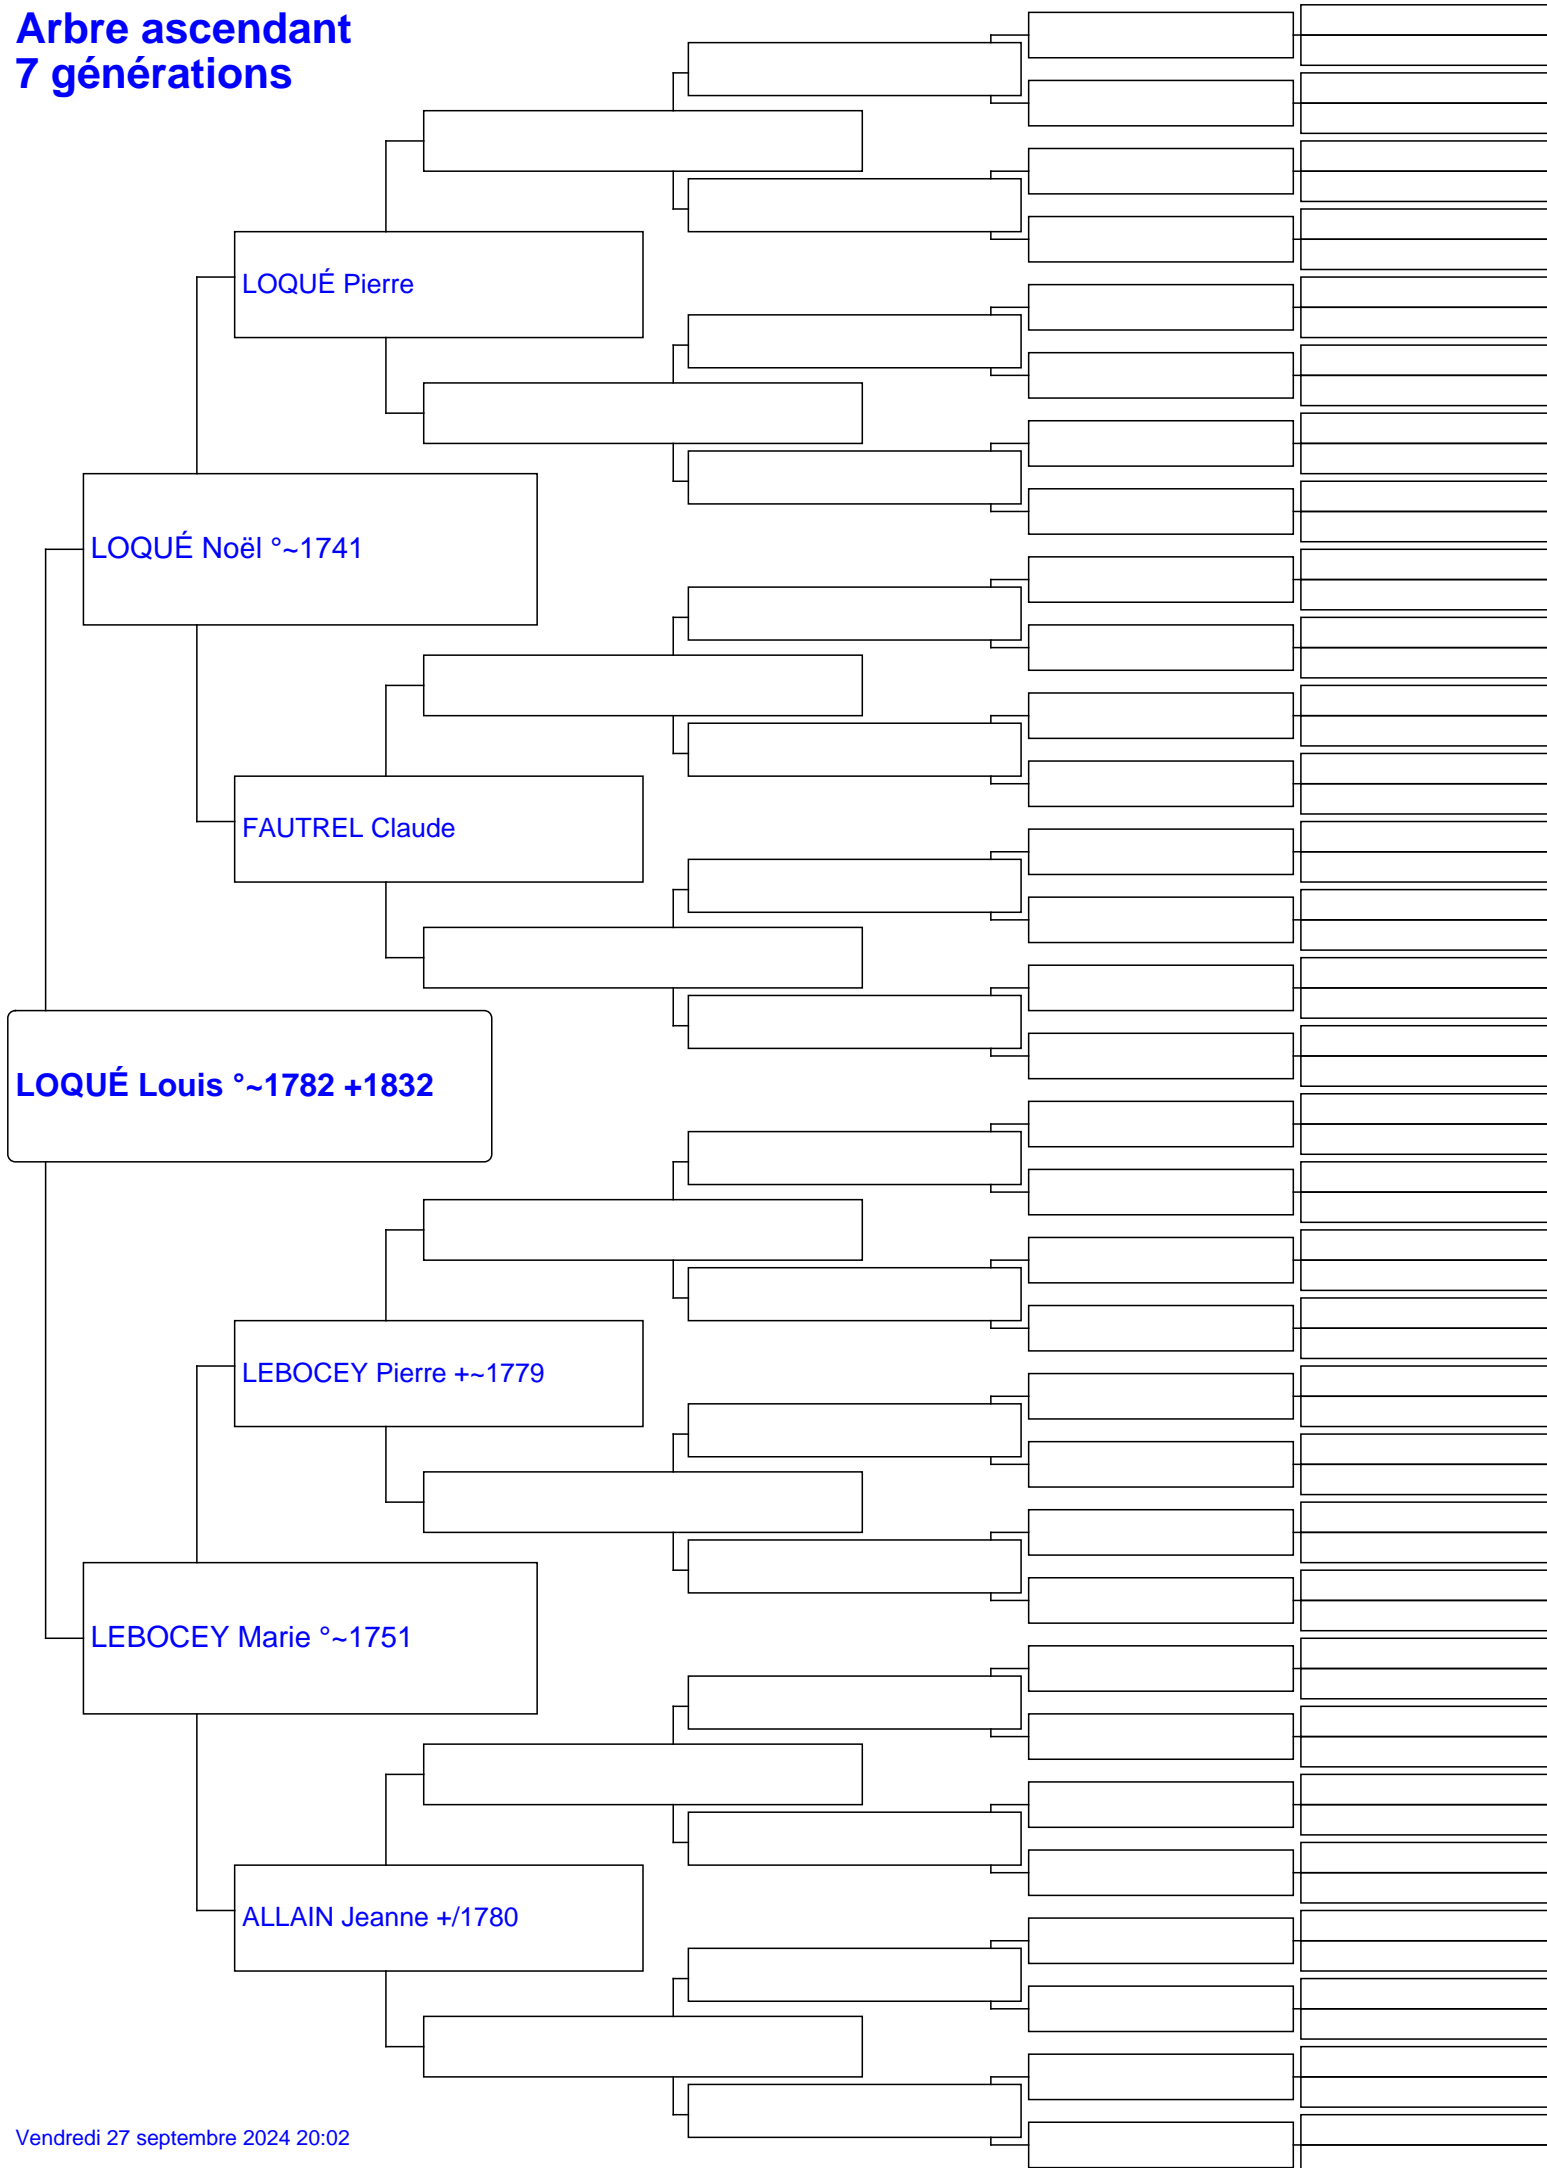 Arbre ascendant
7 générations
LOQUÉ Pierre
LOQUÉ Noël °~1741
FAUTREL Claude
LOQUÉ Louis °~1782 +1832
LEBOCEY Pierre +~1779
LEBOCEY Marie °~1751
ALLAIN Jeanne +/1780
Vendredi 27 septembre 2024 20:02